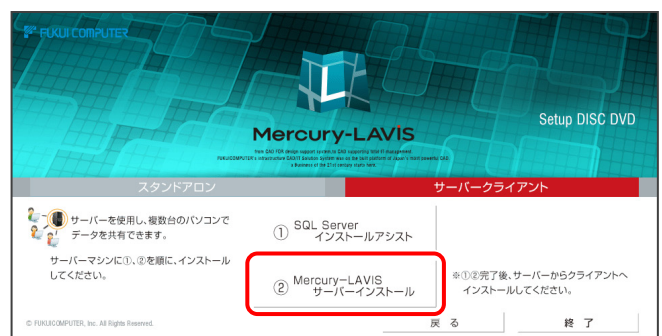 FUKUI COMPUTER
Mercury-LAVIS
Setup DISC DVD
スタンドアロン
サーバークライアント
サーバーを使用し、複数台のパソコンで
データを共有できます。
サーバーマシンに①、②を順に、インストール
してください。
① SQL Server
インストールアシスト
② Mercury-LAVIS
サーバーインストール
※①②完了後、サーバーからクライアントへ
インストールしてください。
© FUKUICOMPUTER, Inc. All Rights Reserved.
戻 る
終 了